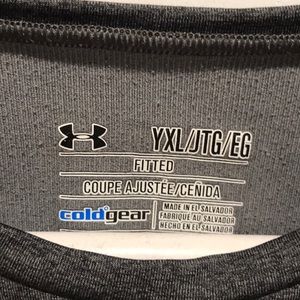 YXL/JTG/EG
FITTED
COUPE AJUSTÉE/CEÑIDA
coldgear
MADE IN EL SALVADOR
FABRIQUÉ AU SALVADOR
HECHO EN EL SALVADOR